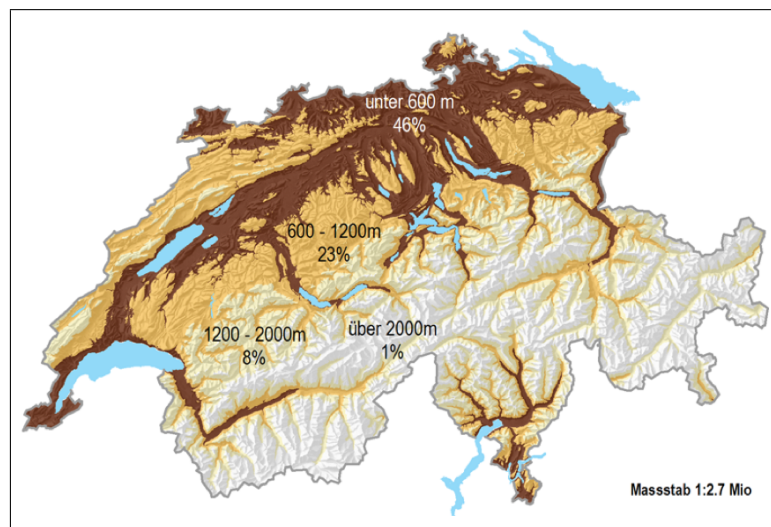 unter 600 m
46%
600 - 1200m
23%
1200 - 2000m
8%
über 2000m
1%
Massstab 1:2.7 Mio